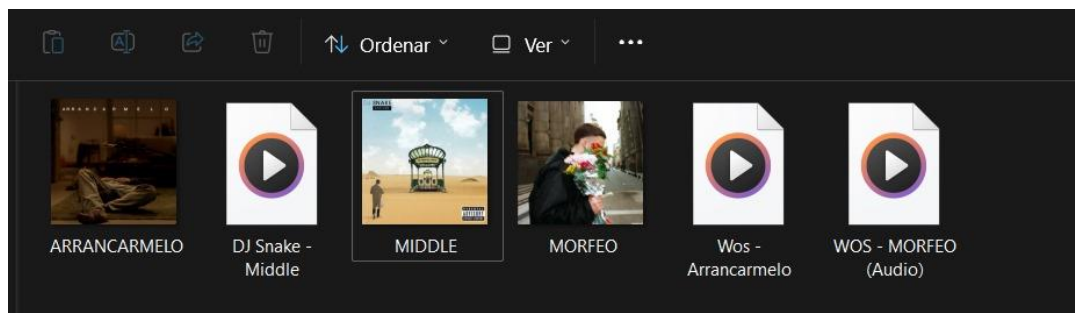 Ordenar
Ver
ARRANCARMELO
DJ Snake -
Middle
MIDDLE
MORFEO
Wos -
Arrancarmelo
WOS - MORFEO
(Audio)